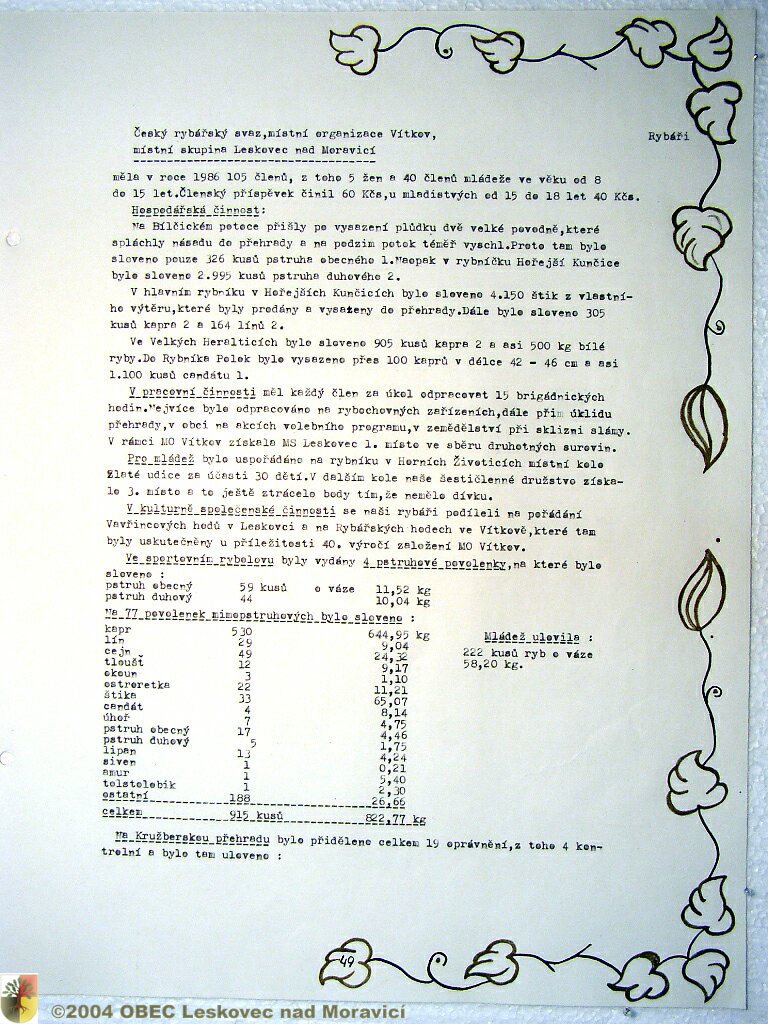 Český rybářský svaz,místní organizace Vítkov,
Rybáři
místní skupina Leskovec nad Moravicí
měla v roce 1986 105 členů, z toho 5 žen a 40 členů mládeže ve věku od 8
do 15 let.Členský příspěvek činil 60 Kčs,u mladistvých od 15 do 18 let 40 Kčs.
Hospodářská činnost:
Na Bílčickém potoce přišly po vysazení plůdku dvě velké povodně,které
spláchly násadu do přehrady a na podzim potok téměř vyschl.Proto tam bylo
sloveno pouze 326 kusů pstruha obecného 1.Naopak v rybníčku Hořejší Kunčice
bylo sloveno 2.995 kusů pstruha duhového 2.
V hlavním rybníku v Hořejších Kunčicích bylo sloveno 4.150 štik z vlastní-
ho výtěru,které byly prodány a vysazeny do přehrady.Dále bylo sloveno 305
kusů kapra 2 a 164 línů 2.
Ve Velkých Heralticích bylo sloveno 905 kusů kapra 2 a asi 500 kg bílé
ryby.Do Rybníka Polok bylo vysazeno přes 100 kaprů v délce 42 - 46 cm a asi
1.100 kusů candátu 1.
V pracovní činnosti měl každý člen za úkol odpracovat 15 brigádnických
hodin.Nejvíce bylo odpracováno na rybochovných zařízeních,dále při úklidu
přehrady,v obci na akcích volebního programu,v zemědělství při sklizni slámy.
V rámci MO Vítkov získala MS Leskovec 1. místo ve sběru druhotných surovin.
Pro mládež bylo uspořádáno na rybníku v Horních Životicích místní kolo
Zlaté udice za účasti 30 dětí.V dalším kole naše šestičlenné družstvo získa-
lo 3. místo a to ještě ztrácelo body tím,že nemělo dívku.
V kulturně společenské činnosti se naši rybáři podíleli na pořádání
Vavřincových hodů v Leskovci a na Rybářských hodech ve Vítkově,které tam
byly uskutečněny u příležitosti 40. výročí založení MO Vítkov.
Ve sportovním rybolovu byly vydány 4 pstruhové povolenky,na které bylo
sloveno :
pstruh obecný 59 kusů o váze 11,52 kg
pstruh duhový 44 10,04 kg
Na 77 povolenek mimopstruhových bylo sloveno :
kapr 530 644,95 kg
lín 29 9,04
cejn 49 24,32
tloušť 12 9,17
okoun 3 1,10
ostroretka 22 11,21
štika 33 65,07
candát 4 8,14
úhoř 7 4,75
pstruh obecný 17 4,46
pstruh duhový 5 1,75
lipan 13 4,24
siven 1 0,21
amur 1 5,40
tolstolobik 1 2,30
ostatní 188 26,66
celkem 915 kusů 822,77 kg
Mládež ulovila :
222 kusů ryb o váze
58,20 kg.
Na Kružberskou přehradu bylo přiděleno celkem 19 oprávnění,z toho 4 kon-
trolní a bylo tam uloveno :
49
©2004 OBEC Leskovec nad Moravicí